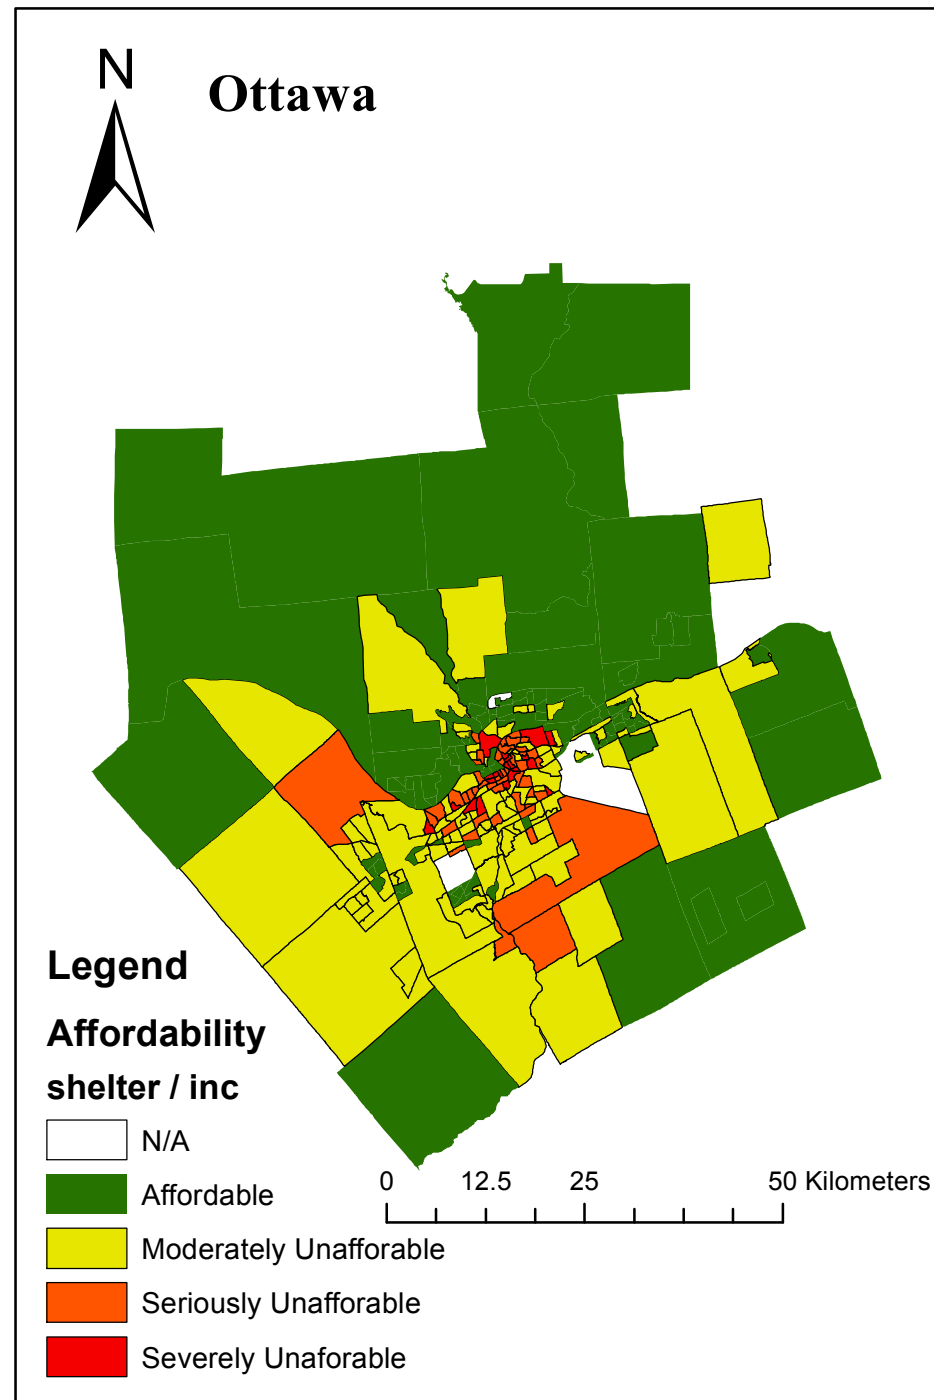 N
Ottawa
Legend
Affordability
shelter / inc
N/A
Affordable
Moderately Unafforable
Seriously Unafforable
Severely Unaforable
0 12.5 25 50 Kilometers